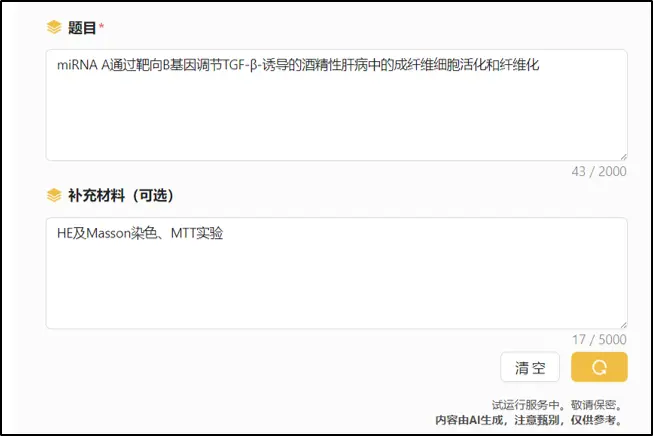 题目*
miRNA A通过靶向B基因调节TGF-β-诱导的酒精性肝病中的成纤维细胞活化和纤维化
43 / 2000
补充材料（可选）
HE及Masson染色、MTT实验
17 / 5000
清 空
试运行服务中。敬请保密。
内容由AI生成，注意甄别，仅供参考。